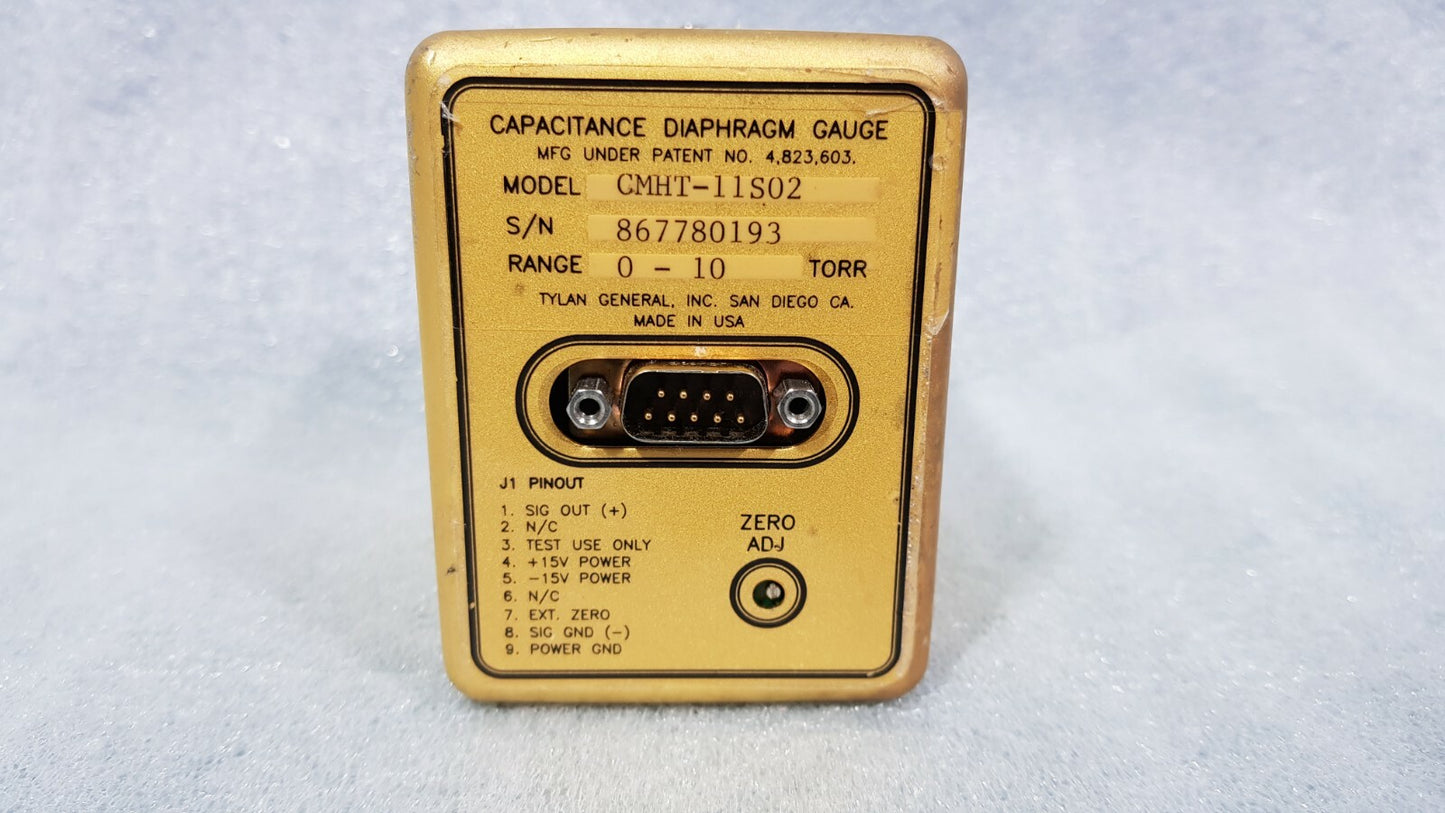 CAPACITANCE DIAPHRAGM GAUGE
MFG UNDER PATENT NO. 4,823,603.
MODEL CMHT-11S02
S/N 867780193
RANGE 0 - 10 TORR
TYLAN GENERAL, INC. SAN DIEGO CA.
MADE IN USA
J1 PINOUT
1. SIG OUT (+)
2. N/C
3. TEST USE ONLY
4. +15V POWER
5. -15V POWER
6. N/C
7. EXT. ZERO
8. SIG GND (-)
9. POWER GND
ZERO
ADJ